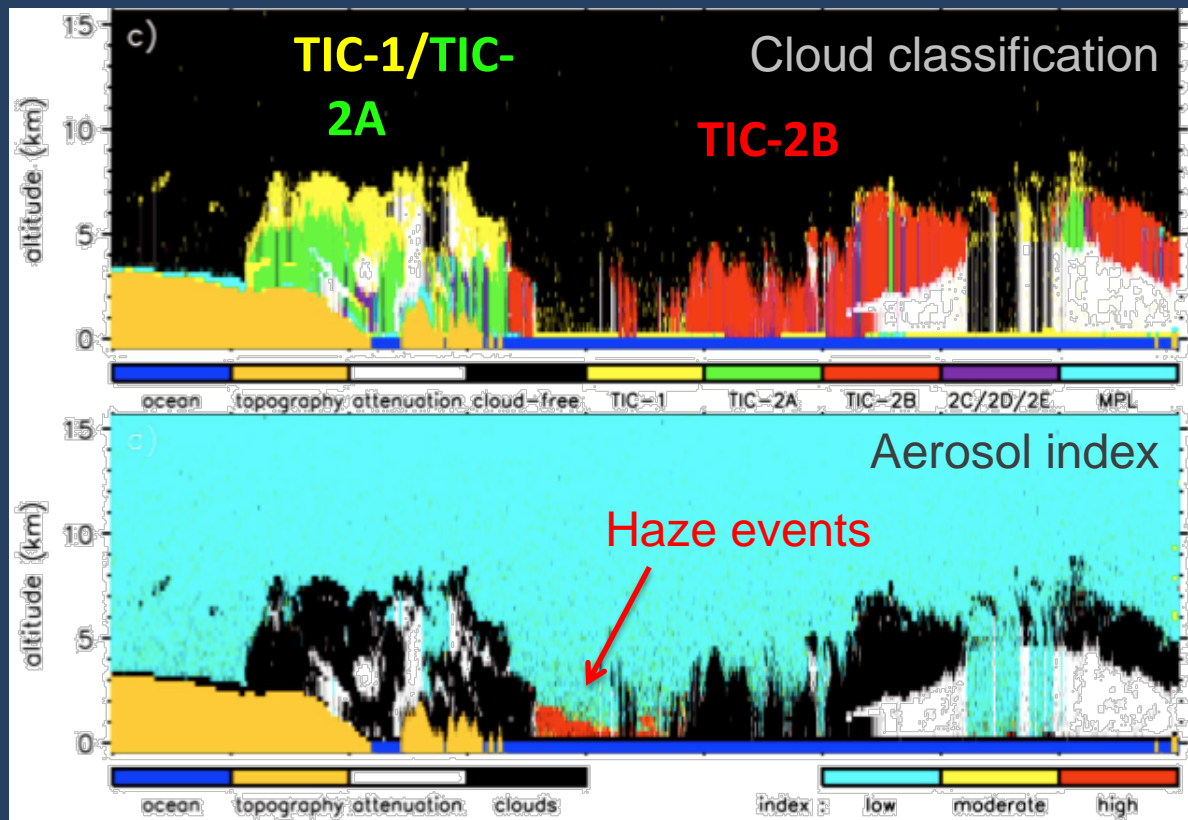 c)
TIC-1/TIC-
2A
Cloud classification
TIC-2B
15
10
5
0
altitude (km)
ocean topography attenuation cloud-free TIC-1 TIC-2A TIC-2B 2C/2D/2E MPL
c)
Aerosol index
Haze events
15
10
5
0
altitude (km)
ocean topography attenuation clouds index : low moderate high